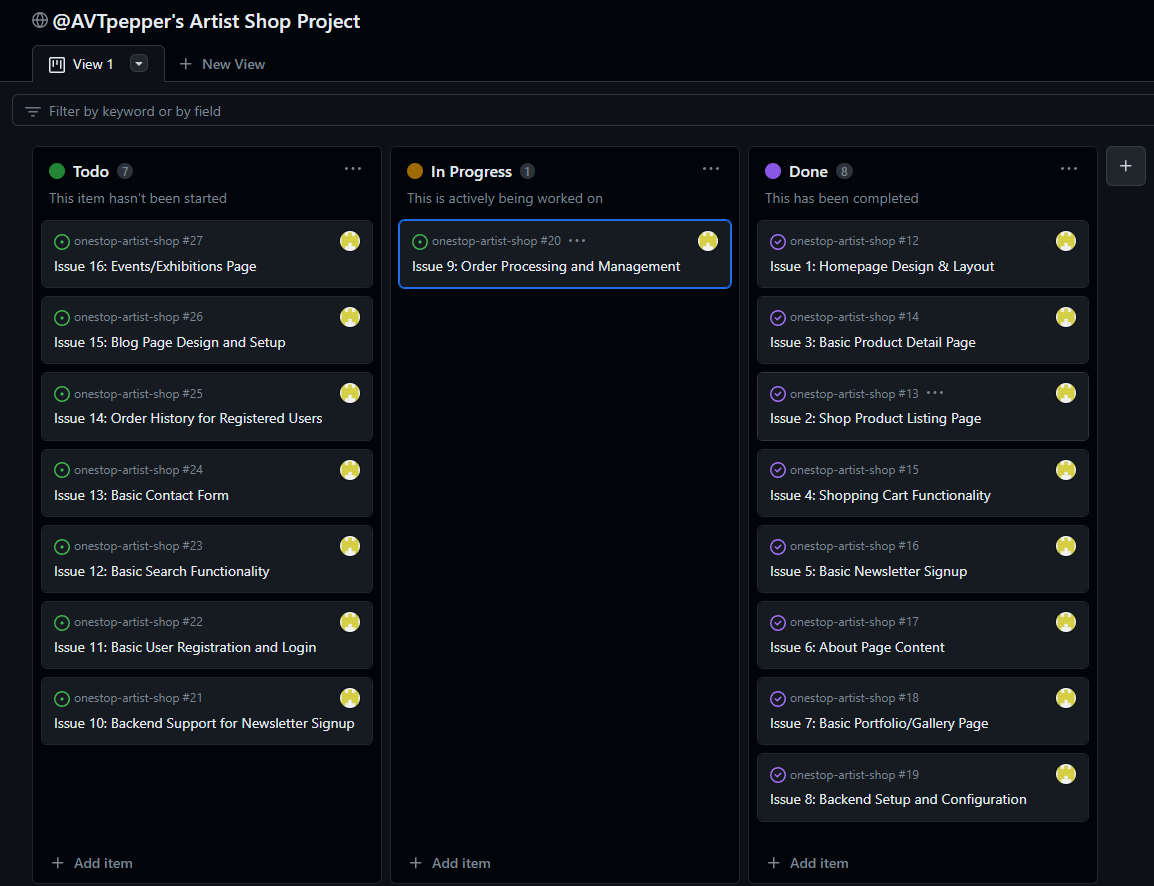 @AVTpepper's Artist Shop Project
View 1
New View
Filter by keyword or by field
Todo 7
This item hasn't been started
onestop-artist-shop #27
Issue 16: Events/Exhibitions Page
onestop-artist-shop #26
Issue 15: Blog Page Design and Setup
onestop-artist-shop #25
Issue 14: Order History for Registered Users
onestop-artist-shop #24
Issue 13: Basic Contact Form
onestop-artist-shop #23
Issue 12: Basic Search Functionality
onestop-artist-shop #22
Issue 11: Basic User Registration and Login
onestop-artist-shop #21
Issue 10: Backend Support for Newsletter Signup
+ Add item
In Progress 1
This is actively being worked on
onestop-artist-shop #20
Issue 9: Order Processing and Management
+ Add item
Done 8
This has been completed
onestop-artist-shop #12
Issue 1: Homepage Design & Layout
onestop-artist-shop #14
Issue 3: Basic Product Detail Page
onestop-artist-shop #13
Issue 2: Shop Product Listing Page
onestop-artist-shop #15
Issue 4: Shopping Cart Functionality
onestop-artist-shop #16
Issue 5: Basic Newsletter Signup
onestop-artist-shop #17
Issue 6: About Page Content
onestop-artist-shop #18
Issue 7: Basic Portfolio/Gallery Page
onestop-artist-shop #19
Issue 8: Backend Setup and Configuration
+ Add item